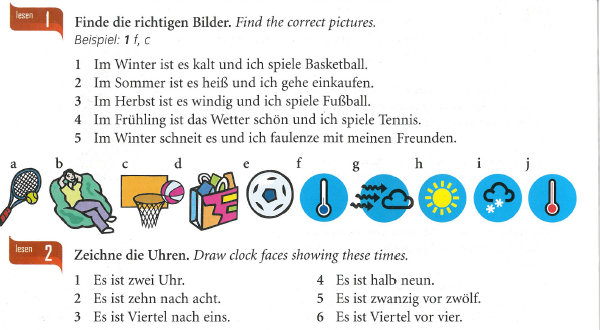 lesen 1 Finde die richtigen Bilder. Find the correct pictures.
Beispiel: 1 f, c
1 Im Winter ist es kalt und ich spiele Basketball.
2 Im Sommer ist es heiß und ich gehe einkaufen.
3 Im Herbst ist es windig und ich spiele Fußball.
4 Im Frühling ist das Wetter schön und ich spiele Tennis.
5 Im Winter schneit es und ich faulenze mit meinen Freunden.
a b c d e f g h i j
lesen 2 Zeichne die Uhren. Draw clock faces showing these times.
1 Es ist zwei Uhr.
2 Es ist zehn nach acht.
3 Es ist Viertel nach eins.
4 Es ist halb neun.
5 Es ist zwanzig vor zwölf.
6 Es ist Viertel vor vier.